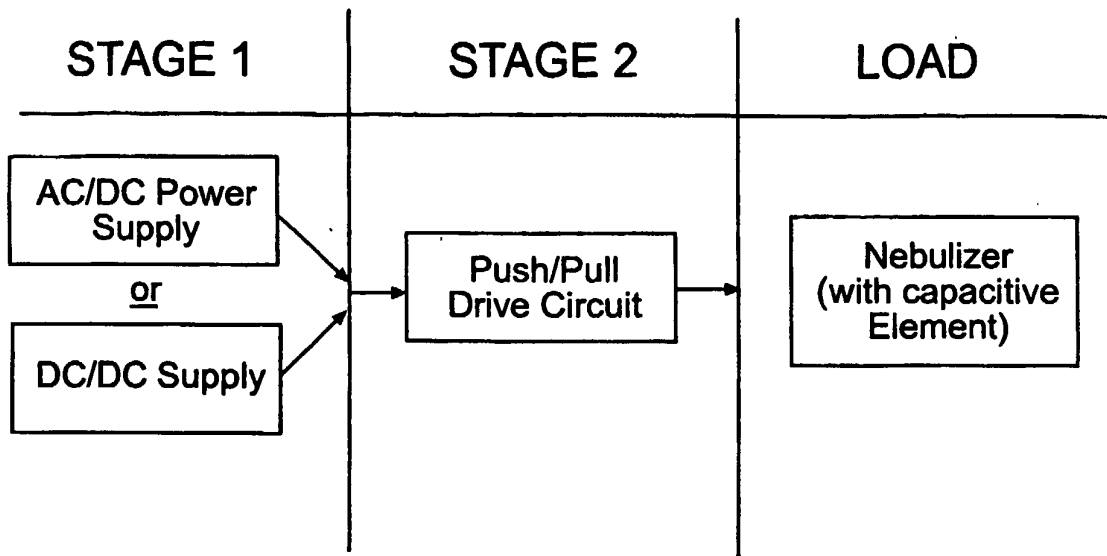 STAGE 1
STAGE 2
LOAD
AC/DC Power
Supply
or
DC/DC Supply
Push/Pull
Drive Circuit
Nebulizer
(with capacitive
Element)